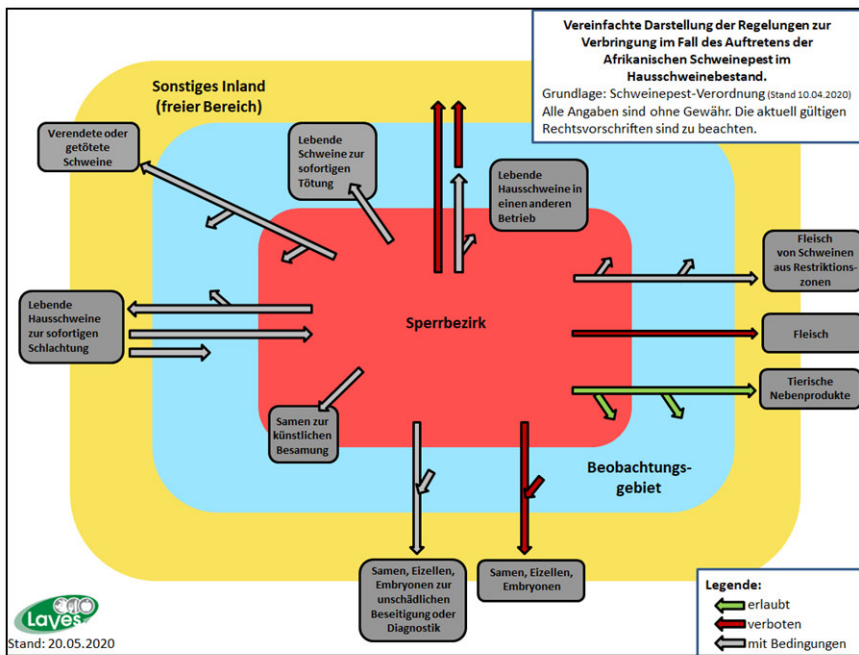 Vereinfachte Darstellung der Regelungen zur
Verbringung im Fall des Auftretens der
Afrikanischen Schweinepest im
Hausschweinebestand.
Grundlage: Schweinepest-Verordnung (Stand 10.04.2020)
Alle Angaben sind ohne Gewähr. Die aktuell gültigen
Rechtsvorschriften sind zu beachten.
Sonstiges Inland
(freier Bereich)
Verendete oder
getötete
Schweine
Lebende
Schweine zur
sofortigen
Tötung
Lebende
Hausschweine in
einen anderen
Betrieb
Fleisch
von Schweinen
aus Restriktions-
zonen
Lebende
Hausschweine
zur sofortigen
Schlachtung
Sperrbezirk
Fleisch
Tierische
Nebenprodukte
Samen zur
künstlichen
Besamung
Beobachtungs-
gebiet
Samen, Eizellen,
Embryonen zur
unschädlichen
Beseitigung oder
Diagnostik
Samen, Eizellen,
Embryonen
Legende:
erlaubt
verboten
mit Bedingungen
Laves
Stand: 20.05.2020